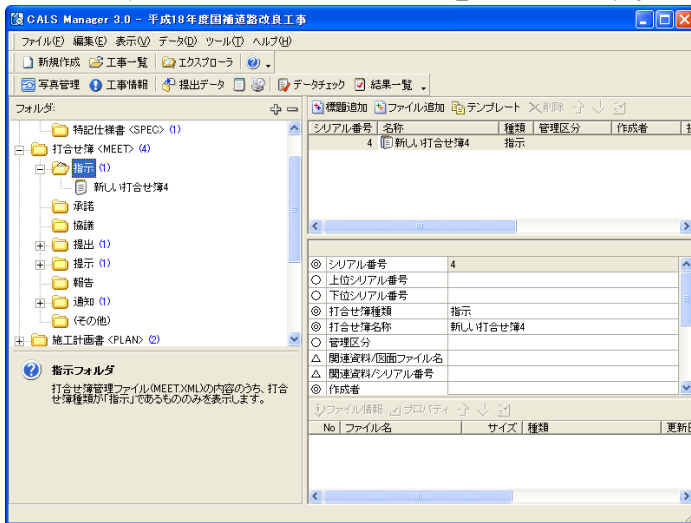 CALS Manager 3.0 - 平成18年度国補道路改良工事
ファイル(F) 編集(E) 表示(V) データ(D) ツール(T) ヘルプ(H)
新規作成 工事一覧 エクスプローラ
写真管理 工事情報 提出データ データチェック 結果一覧
フォルダ:
特記仕様書 <SPEC> (1)
打合せ簿 <MEET> (4)
指示 (1)
新しい打合せ簿4
承諾
協議
提出 (1)
提示 (1)
報告
通知 (1)
(その他)
施工計画書 <PLAN> (2)
指示フォルダ
打合せ簿管理ファイル(MEET.XML)の内容のうち、打合
せ簿種類が「指示」であるもののみを表示します。
標題追加 ファイル追加 テンプレート 削除
シリアル番号 名称 種類 管理区分 作成者
4 新しい打合せ簿4 指示
◎ シリアル番号 4
○ 上位シリアル番号
○ 下位シリアル番号
◎ 打合せ簿種類 指示
◎ 打合せ簿名称 新しい打合せ簿4
○ 管理区分
△ 関連資料/図面ファイル名
△ 関連資料/シリアル番号
◎ 作成者
ファイル情報 プロパティ
No ファイル名 サイズ 種類 更新日